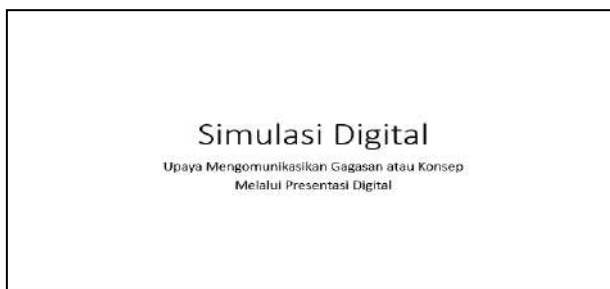 Simulasi Digital
Upaya Mengomunikasikan Gagasan atau Konsep
Melalui Presentasi Digital